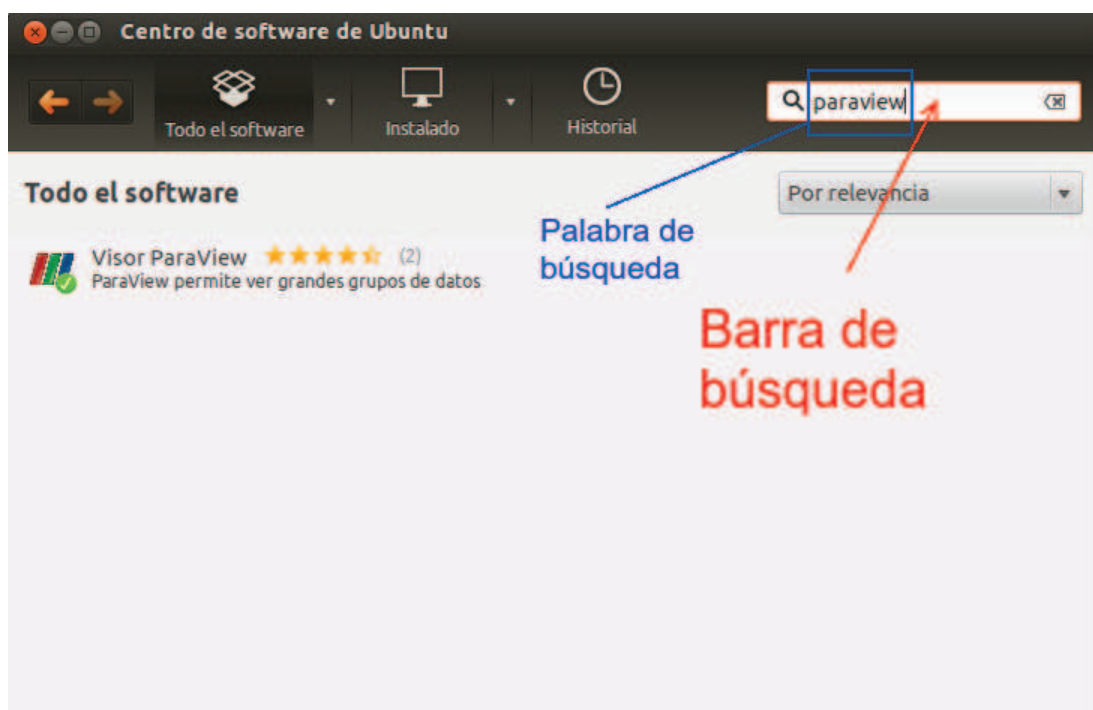 Centro de software de Ubuntu
Todo el software
Instalado
Historial
paraview
Todo el software
Por relevancia
Visor ParaView (2)
ParaView permite ver grandes grupos de datos
Palabra de
búsqueda
Barra de
búsqueda